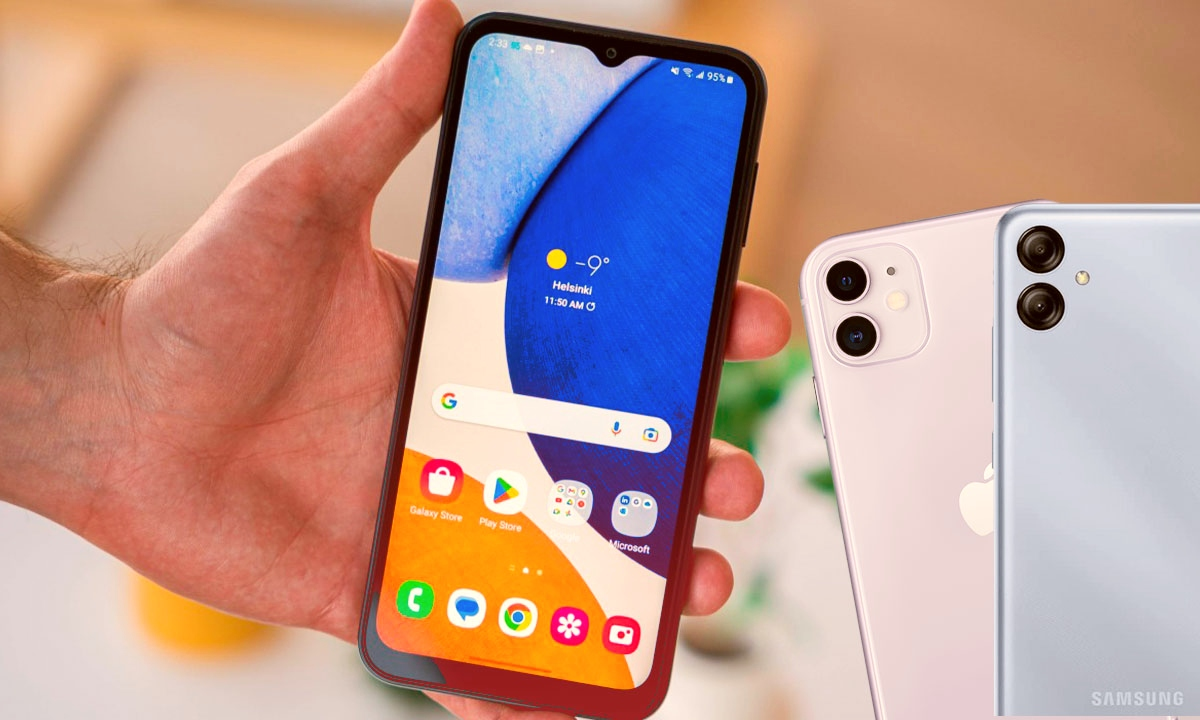 2:33
95%
-9°
Helsinki
11:50 AM
Galaxy Store
Play Store
Microsoft
SAMSUNG